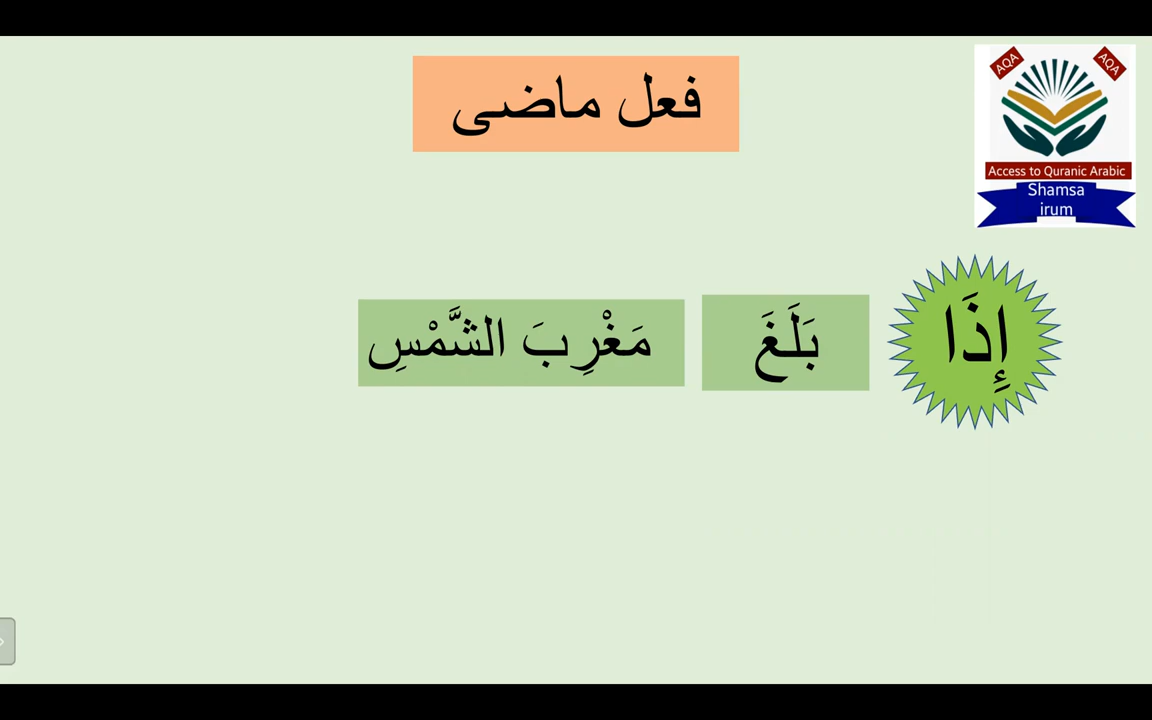 فعل ماضی
AQA AQA
Access to Quranic Arabic
Shamsa
irum
إِذَا بَلَغَ مَغْرِبَ الشَّمْسِ